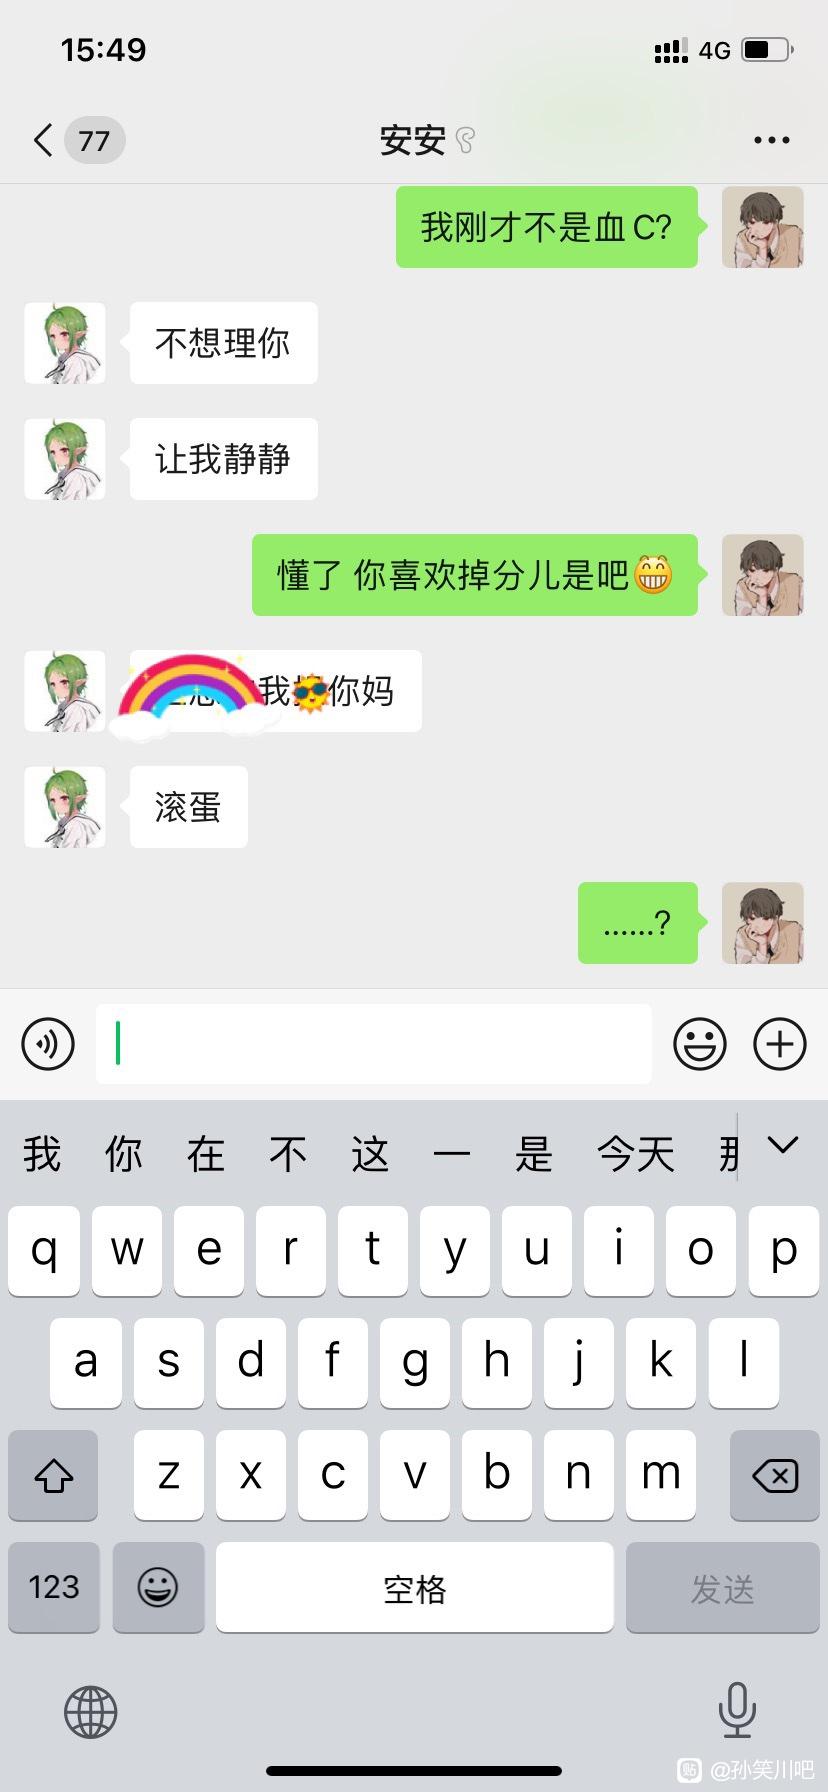 15:49
4G
77
安安
我刚才不是血C?
不想理你
让我静静
懂了 你喜欢掉分儿是吧😁
我 你妈
滚蛋
......?
我 你 在 不 这 一 是 今天
q w e r t y u i o p
a s d f g h j k l
z x c v b n m
123 空格 发送
贴 @孙笑川吧